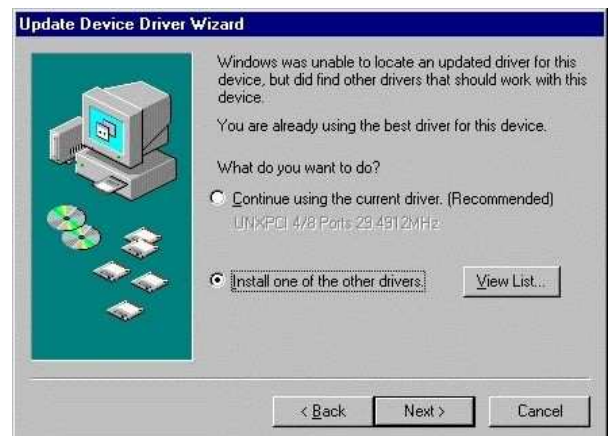 Update Device Driver Wizard
Windows was unable to locate an updated driver for this
device, but did find other drivers that should work with this
device.
You are already using the best driver for this device.
What do you want to do?
Continue using the current driver. (Recommended)
UNXPCI 4/8 Ports 29.4912MHz
Install one of the other drivers.
View List...
< Back
Next >
Cancel